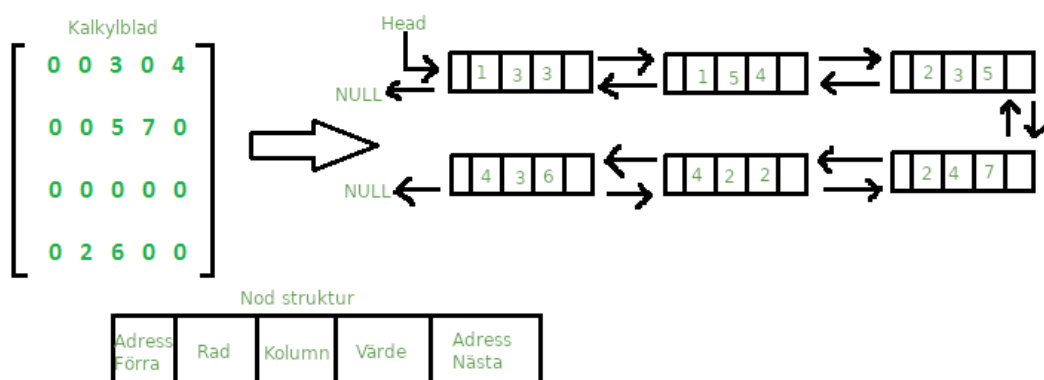 Kalkylblad
0 0 3 0 4
0 0 5 7 0
0 0 0 0 0
0 2 6 0 0
Head
NULL
1 3 3
1 5 4
2 3 5
NULL
4 3 6
4 2 2
2 4 7
Nod struktur
Adress
Förra
Rad
Kolumn
Värde
Adress
Nästa